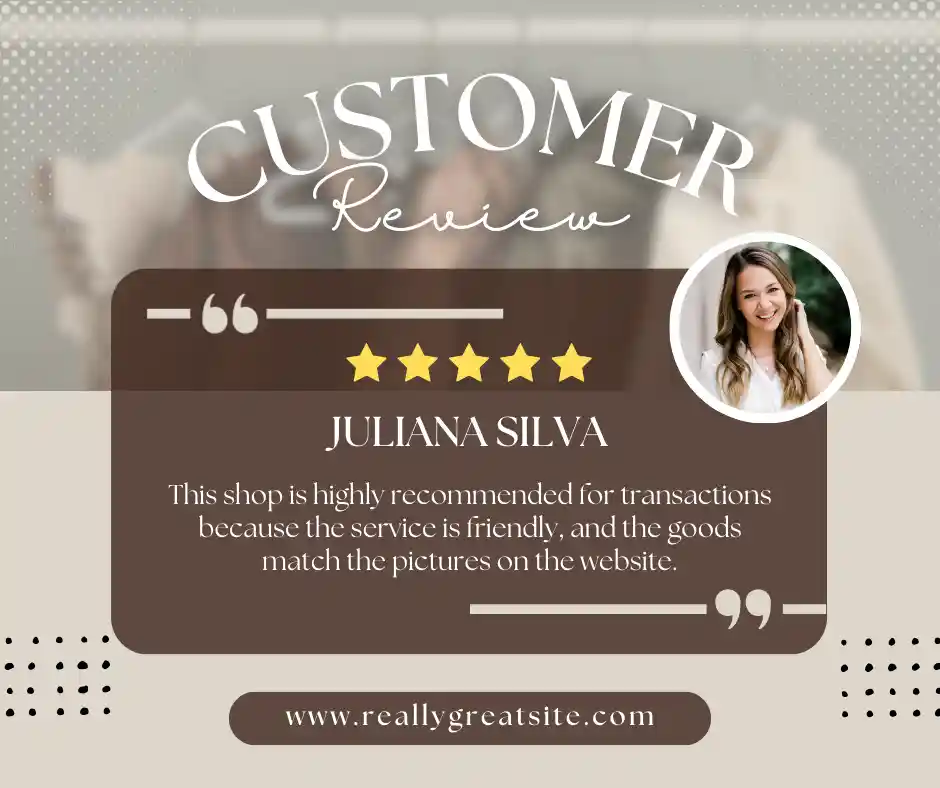 CUSTOMER
Review
“
JULIANA SILVA
This shop is highly recommended for transactions
because the service is friendly, and the goods
match the pictures on the website.
”
www.reallygreatsite.com